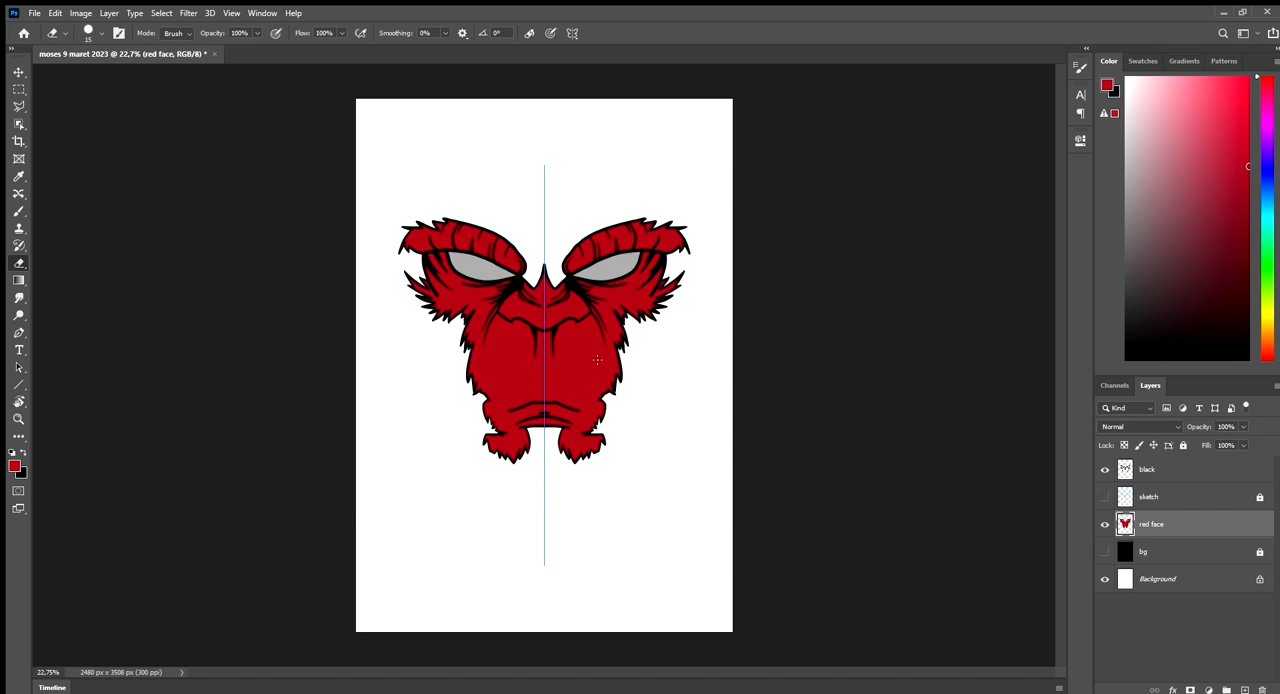 Ps File Edit Image Layer Type Select Filter 3D View Window Help
15 Mode: Brush Opacity: 100% Flow: 100% Smoothing: 0% 0°
moses 9 maret 2023 @ 22,7% (red face, RGB/8) *
Color Swatches Gradients Patterns
Channels Layers
Kind
Normal Opacity: 100%
Lock: Fill: 100%
black
sketch
red face
bg
Background
22,75% 2480 px x 3508 px (300 ppi)
Timeline